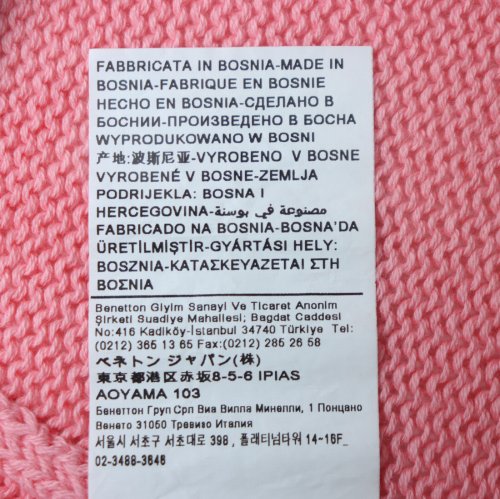 FABBRICATA IN BOSNIA-MADE IN
BOSNIA-FABRIQUE EN BOSNIE
HECHO EN BOSNIA-СДЕЛАНО В
БОСНИИ-ПРОИЗВЕДЕНО В БОСНА
WYPRODUKOWANO W BOSNI
产地:波斯尼亚-VYROBENO V BOSNE
VYROBENÉ V BOSNE-ZEMLJA
PODRIJEKLA: BOSNA I
HERCEGOVINA-مصنوعة في بوسنة
FABRICADO NA BOSNIA-BOSNA'DA
ÜRETİLMİŞTİR-GYÁRTÁSI HELY:
BOSZNIA-ΚΑΤΑΣΚΕΥΑΖΕΤΑΙ ΣΤΗ
ΒΟΣΝΙΑ
Benetton Giyim Sanayi Ve Ticaret Anonim
Şirketi Suadiye Mahallesi; Bagdat Caddesi
No:416 Kadiköy-İstanbul 34740 Türkiye Tel:
(0212) 365 13 65 Fax:(0212) 285 26 58
ベネトン ジャパン(株)
東京都港区赤坂8-5-6 IPIAS
AOYAMA 103
Бенеттон Груп Срл Виа Вилла Минелли, 1 Понцано
Венето 31050 Тревизо Италия
서울시 서초구 서초대로 398, 플래티넘타워 14-16F_
02-3488-3646